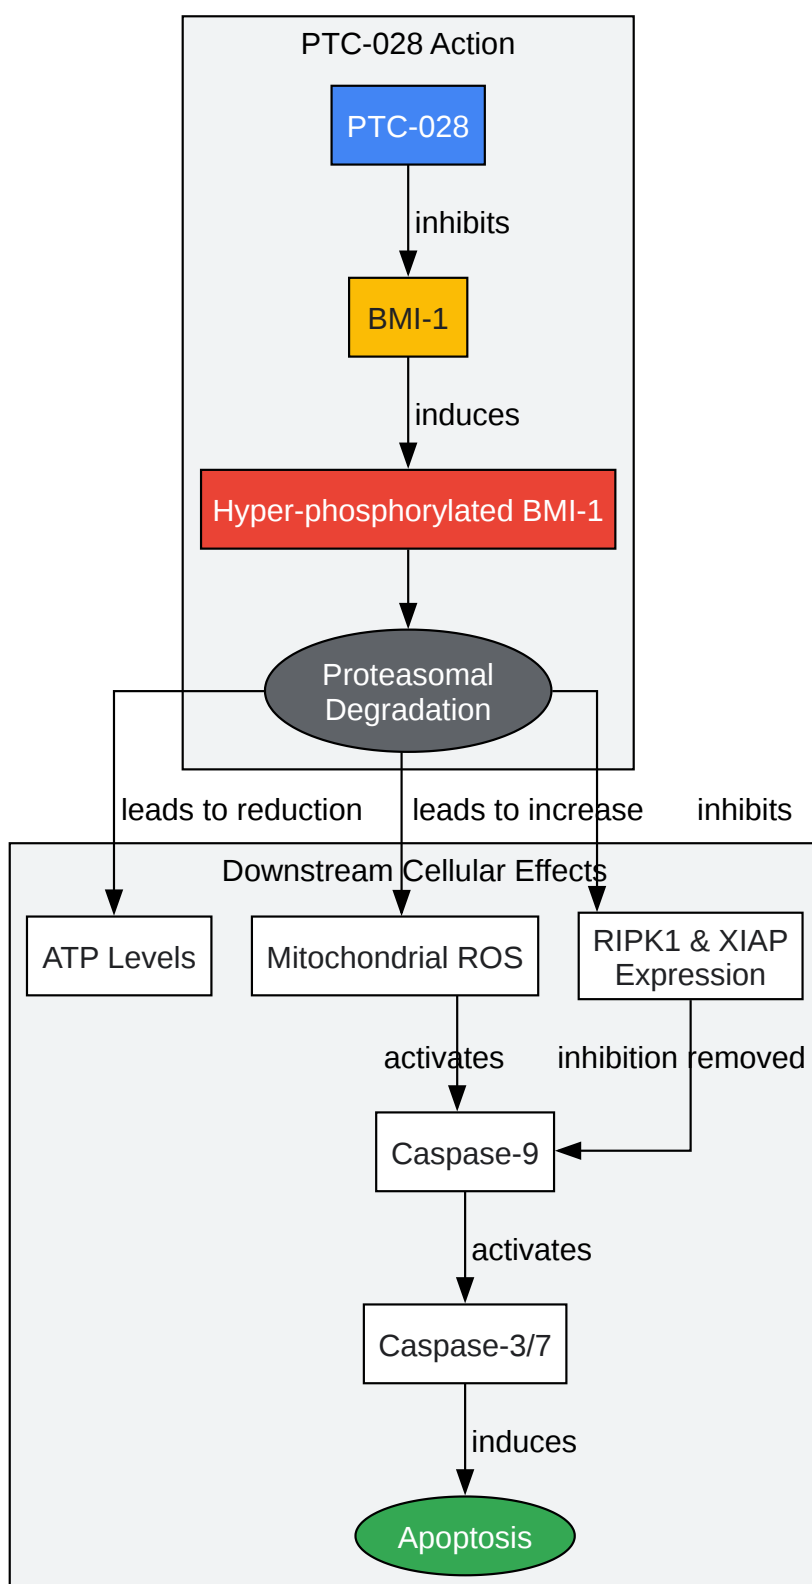 PTC-028 Action
PTC-028
inhibits
BMI-1
induces
Hyper-phosphorylated BMI-1
Proteasomal
Degradation
leads to reduction
leads to increase
inhibits
Downstream Cellular Effects
ATP Levels
Mitochondrial ROS
RIPK1 & XIAP
Expression
activates
inhibition removed
Caspase-9
activates
Caspase-3/7
induces
Apoptosis